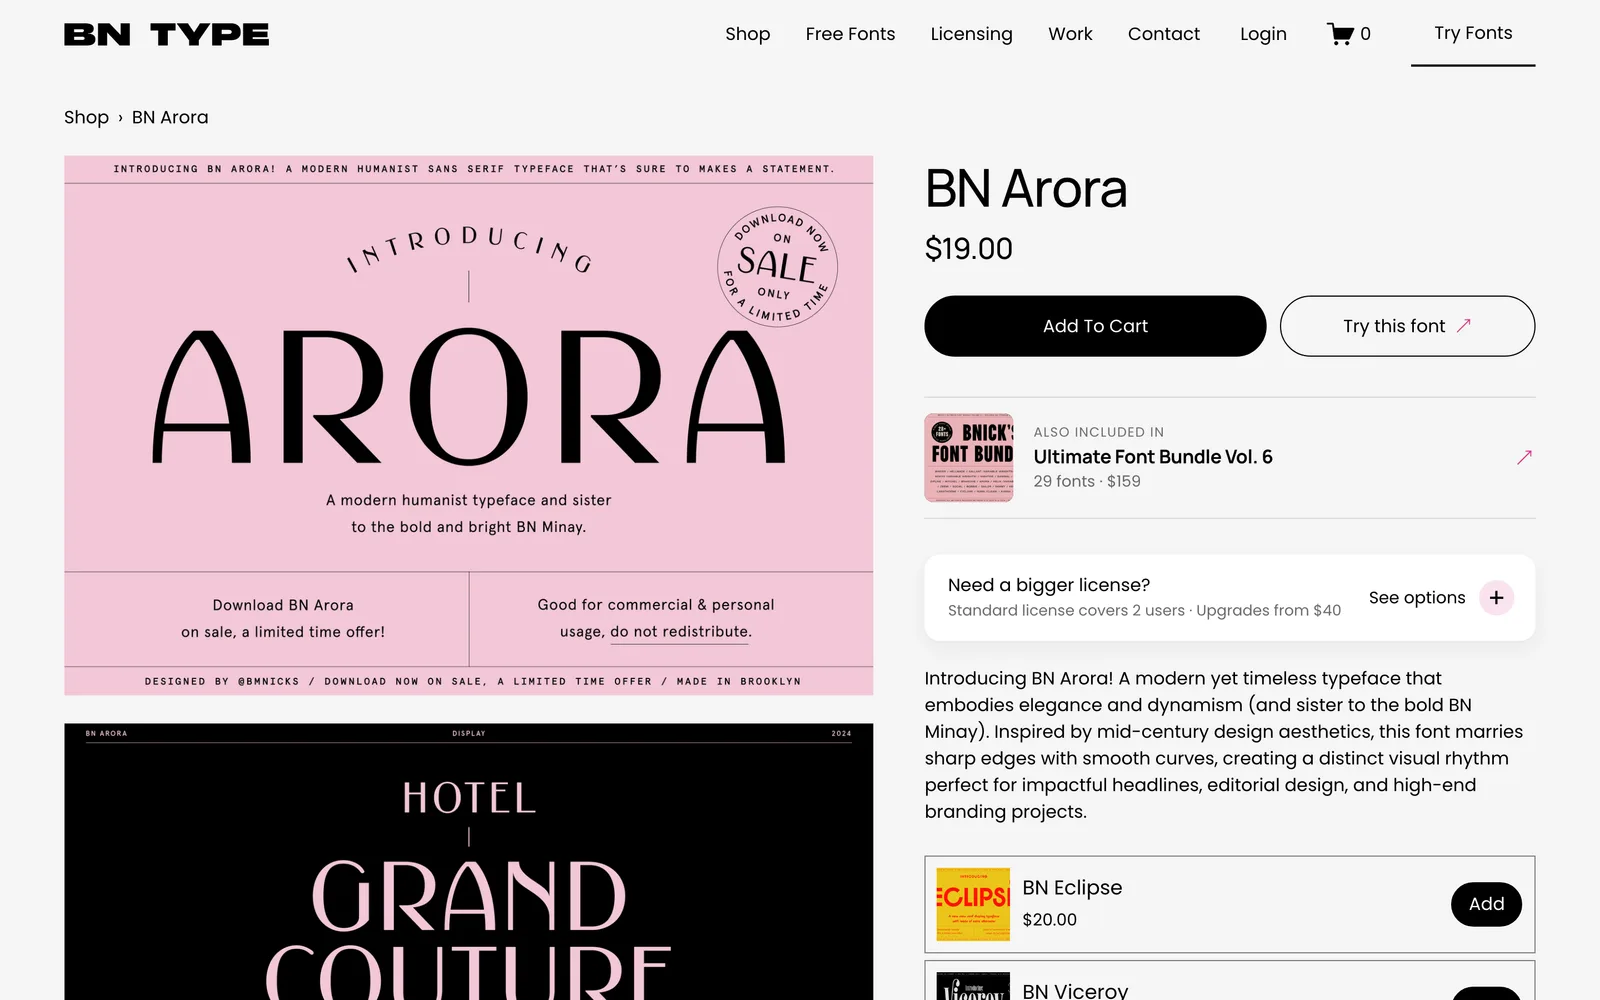 BN TYPE
Shop
Free Fonts
Licensing
Work
Contact
Login
0
Try Fonts
Shop › BN Arora
INTRODUCING BN ARORA! A MODERN HUMANIST SANS SERIF TYPEFACE THAT'S SURE TO MAKES A STATEMENT.
INTRODUCING
DOWNLOAD NOW
ON
SALE
ONLY
FOR A LIMITED TIME
ARORA
A modern humanist typeface and sister
to the bold and bright BN Minay.
Download BN Arora
on sale, a limited time offer!
Good for commercial & personal
usage, do not redistribute.
DESIGNED BY @BMNICKS / DOWNLOAD NOW ON SALE, A LIMITED TIME OFFER / MADE IN BROOKLYN
BN ARORA
DISPLAY
2024
HOTEL
GRAND
COUTURE
BN Arora
$19.00
Add To Cart
Try this font
28+
FONTS
BNICK'S
FONT BUND
ALSO INCLUDED IN
Ultimate Font Bundle Vol. 6
29 fonts · $159
Need a bigger license?
Standard license covers 2 users · Upgrades from $40
See options
Introducing BN Arora! A modern yet timeless typeface that
embodies elegance and dynamism (and sister to the bold BN
Minay). Inspired by mid-century design aesthetics, this font marries
sharp edges with smooth curves, creating a distinct visual rhythm
perfect for impactful headlines, editorial design, and high-end
branding projects.
INTRODUCING
ECLIPS
BN Eclipse
$20.00
Add
Introducing
Viceroy
BN Viceroy